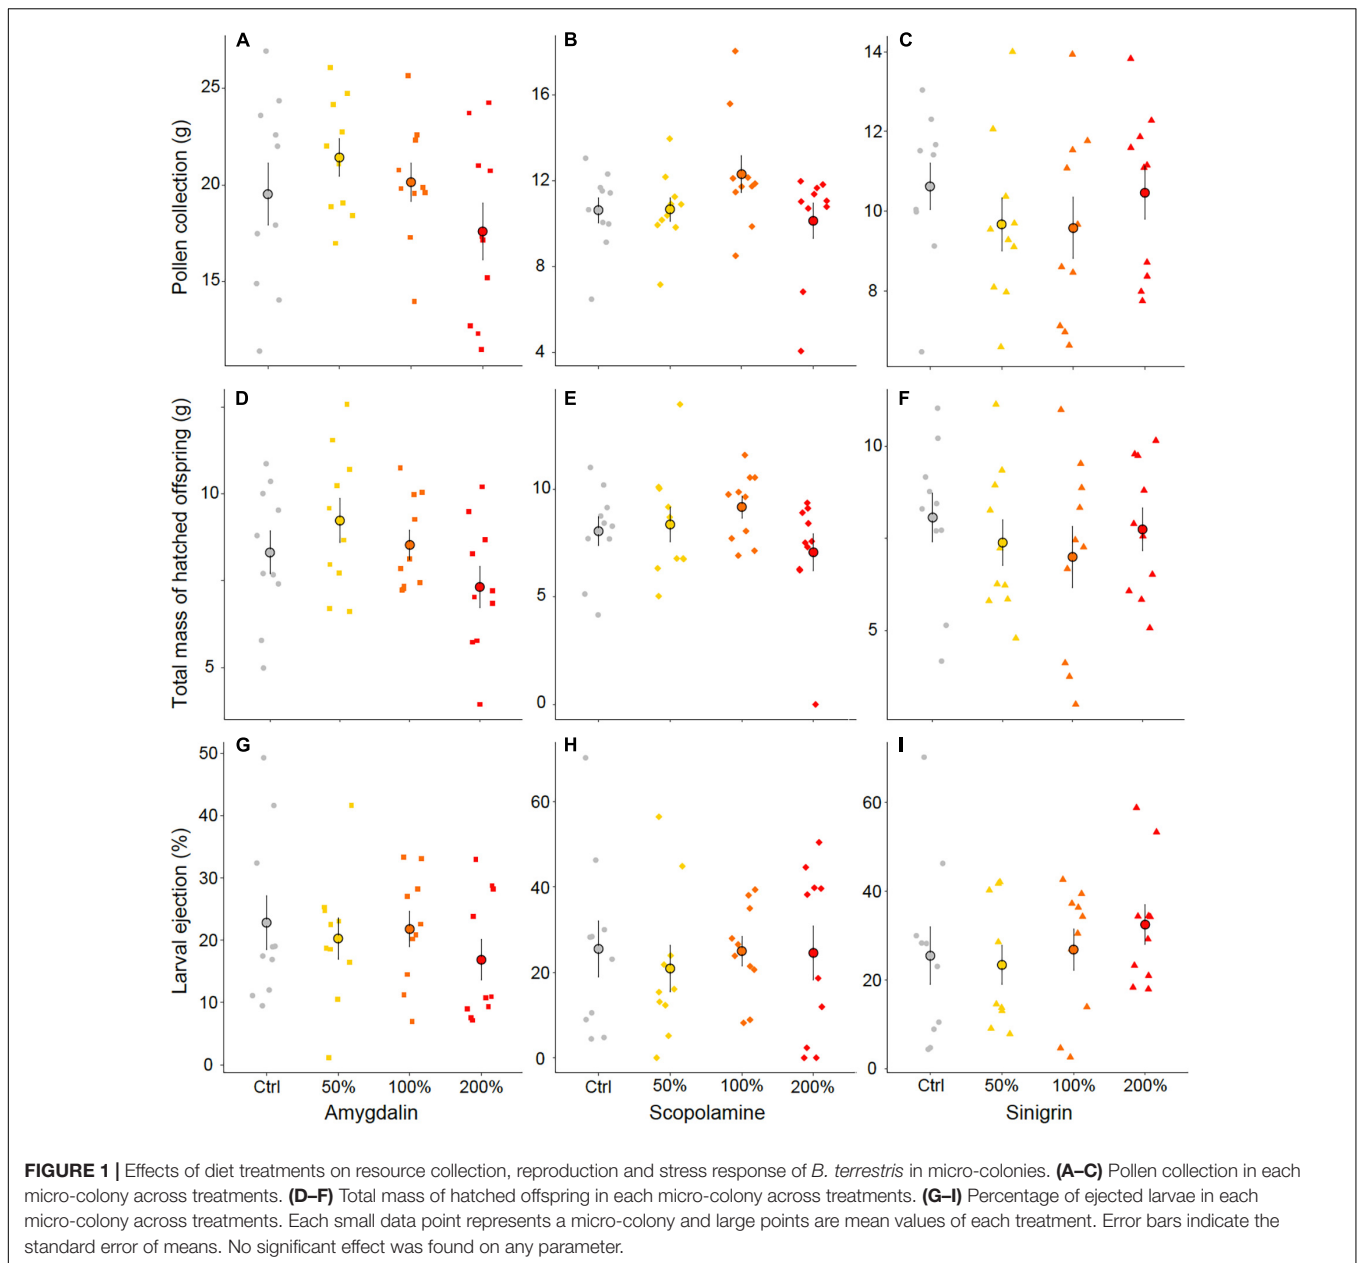 A
B
C
Pollen collection (g)
25
20
15
16
12
8
4
14
12
10
8
D
E
F
Total mass of hatched offspring (g)
10
5
10
5
0
10
5
G
H
I
Larval ejection (%)
50
40
30
20
10
0
60
40
20
0
60
40
20
0
Ctrl 50% 100% 200%
Amygdalin
Ctrl 50% 100% 200%
Scopolamine
Ctrl 50% 100% 200%
Sinigrin
FIGURE 1 | Effects of diet treatments on resource collection, reproduction and stress response of B. terrestris in micro-colonies. (A–C) Pollen collection in each
micro-colony across treatments. (D–F) Total mass of hatched offspring in each micro-colony across treatments. (G–I) Percentage of ejected larvae in each
micro-colony across treatments. Each small data point represents a micro-colony and large points are mean values of each treatment. Error bars indicate the
standard error of means. No significant effect was found on any parameter.